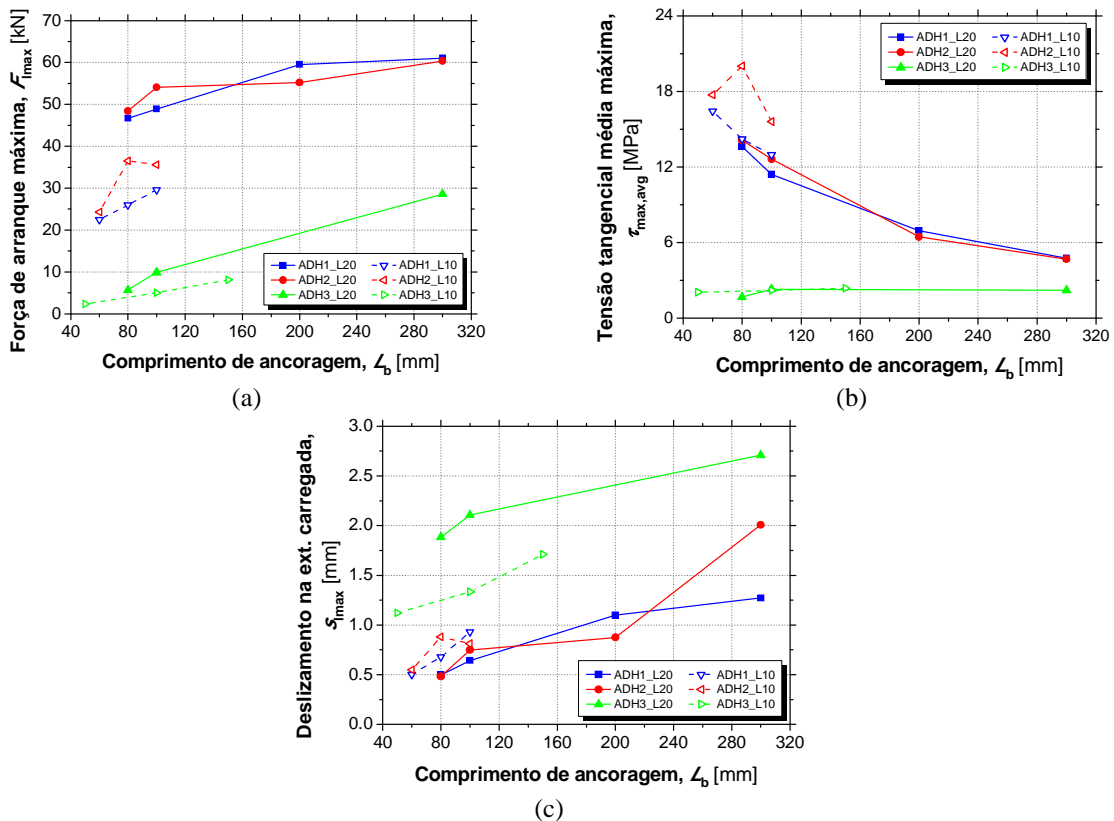 Força de arranque máxima, F_lmax [kN]
70
60
50
40
30
20
10
0
ADH1_L20 ADH1_L10
ADH2_L20 ADH2_L10
ADH3_L20 ADH3_L10
40 80 120 160 200 240 280 320
Comprimento de ancoragem, L_b [mm]
(a)
Tensão tangencial média máxima,
τ_max,avg [MPa]
24
18
12
6
0
ADH1_L20 ADH1_L10
ADH2_L20 ADH2_L10
ADH3_L20 ADH3_L10
40 80 120 160 200 240 280 320
Comprimento de ancoragem, L_b [mm]
(b)
Deslizamento na ext. carregada,
s_lmax [mm]
3.0
2.5
2.0
1.5
1.0
0.5
0.0
ADH1_L20 ADH1_L10
ADH2_L20 ADH2_L10
ADH3_L20 ADH3_L10
40 80 120 160 200 240 280 320
Comprimento de ancoragem, L_b [mm]
(c)